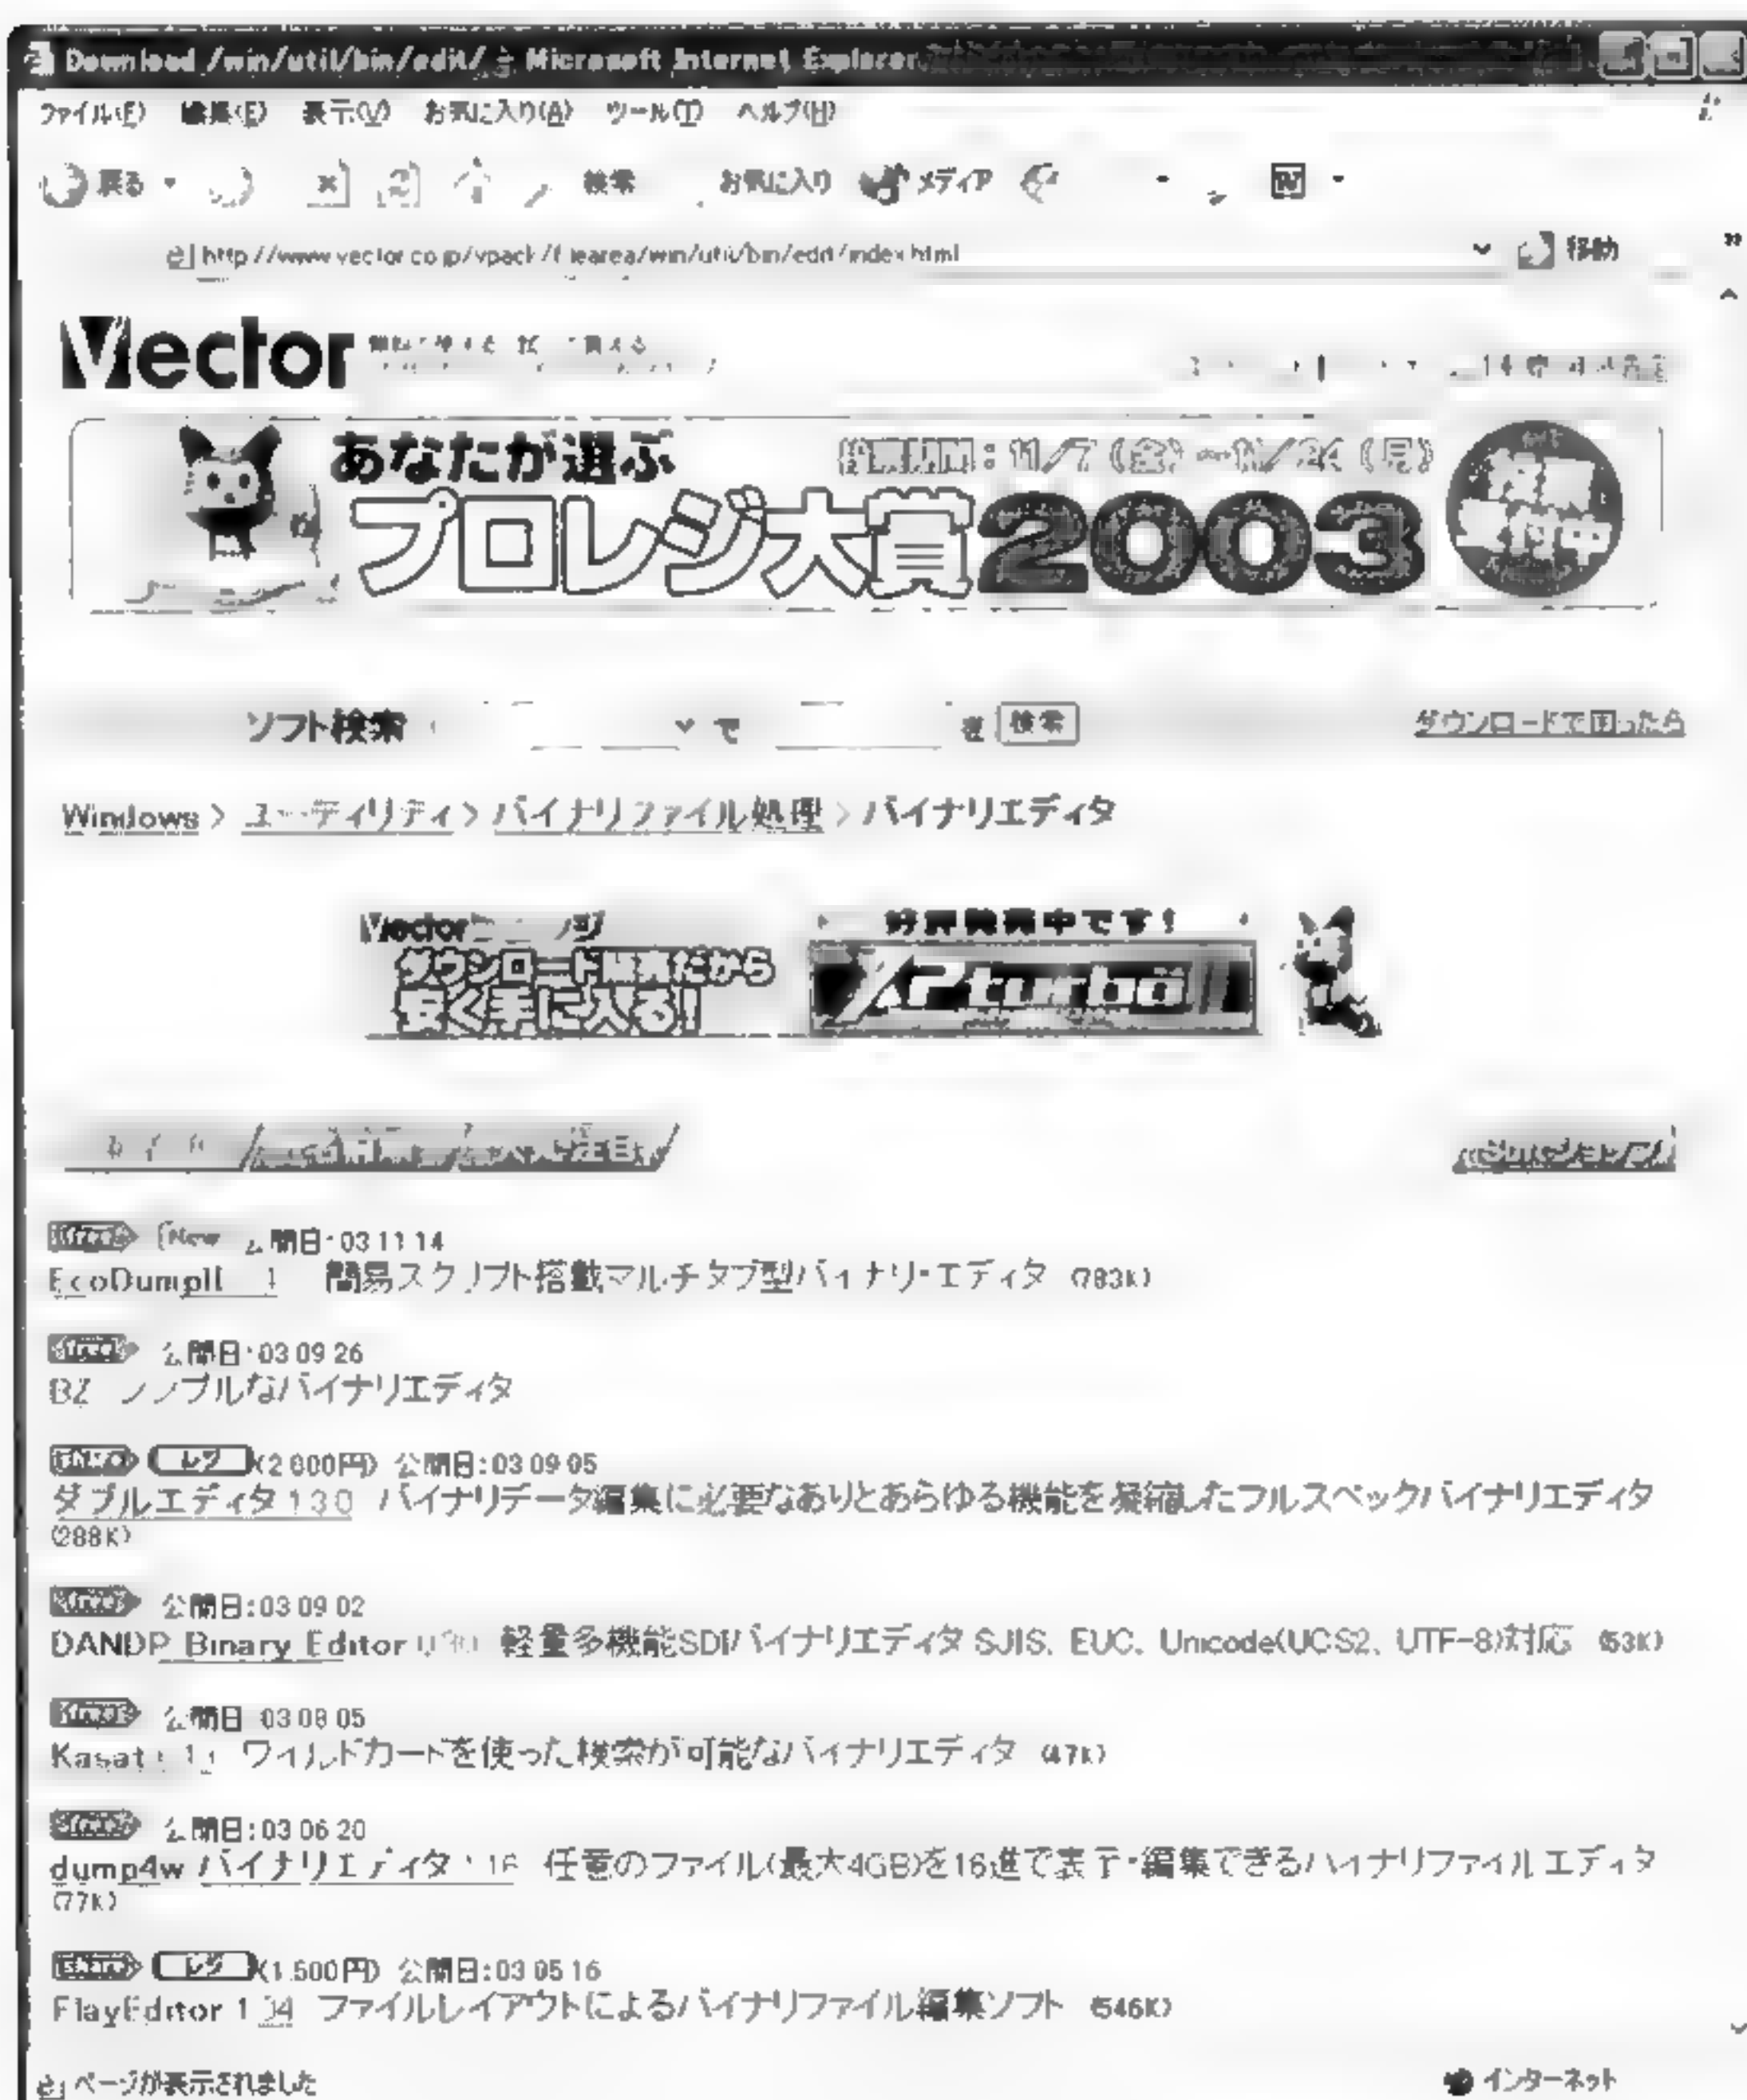 Download /win/util/bin/edit/ - Microsoft Internet Explorer
ファイル(F) 編集(E) 表示(V) お気に入り(A) ツール(T) ヘルプ(H)
戻る 検索 お気に入り メディア
http://www.vector.co.jp/vpack/filearea/win/util/bin/edit/index.html 移動
Vector
あなたが選ぶ 投票期間:11/7(金)~11/24(月)
プロレジ大賞2003
ソフト検索 で を 検索 ダウンロードで困ったら
Windows > ユーティリティ > バイナリファイル処理 > バイナリエディタ
Vector 好評発売中です!
ダウンロード販売だから
安く手に入る! XP turbo
free New 公開日:03.11.14
EcoDumpII 簡易スクリプト搭載マルチタブ型バイナリ・エディタ (783K)
free 公開日:03.09.26
BZ シンプルなバイナリエディタ
share レジ (2,000円) 公開日:03.09.05
ダブルエディタ 1.3.0 バイナリデータ編集に必要なありとあらゆる機能を凝縮したフルスペックバイナリエディタ
(288K)
free 公開日:03.09.02
DANDP Binary Editor 軽量多機能SDIバイナリエディタ SJIS、EUC、Unicode(UCS2、UTF-8)対応 (53K)
free 公開日:03.08.05
ワイルドカードを使った検索が可能なバイナリエディタ (47K)
free 公開日:03.06.20
dump4w バイナリエディタ 任意のファイル(最大4GB)を16進で表示・編集できるバイナリファイルエディタ
(77K)
share レジ (1,500円) 公開日:03.05.16
FlayEditor ファイルレイアウトによるバイナリファイル編集ソフト (546K)
ページが表示されました インターネット